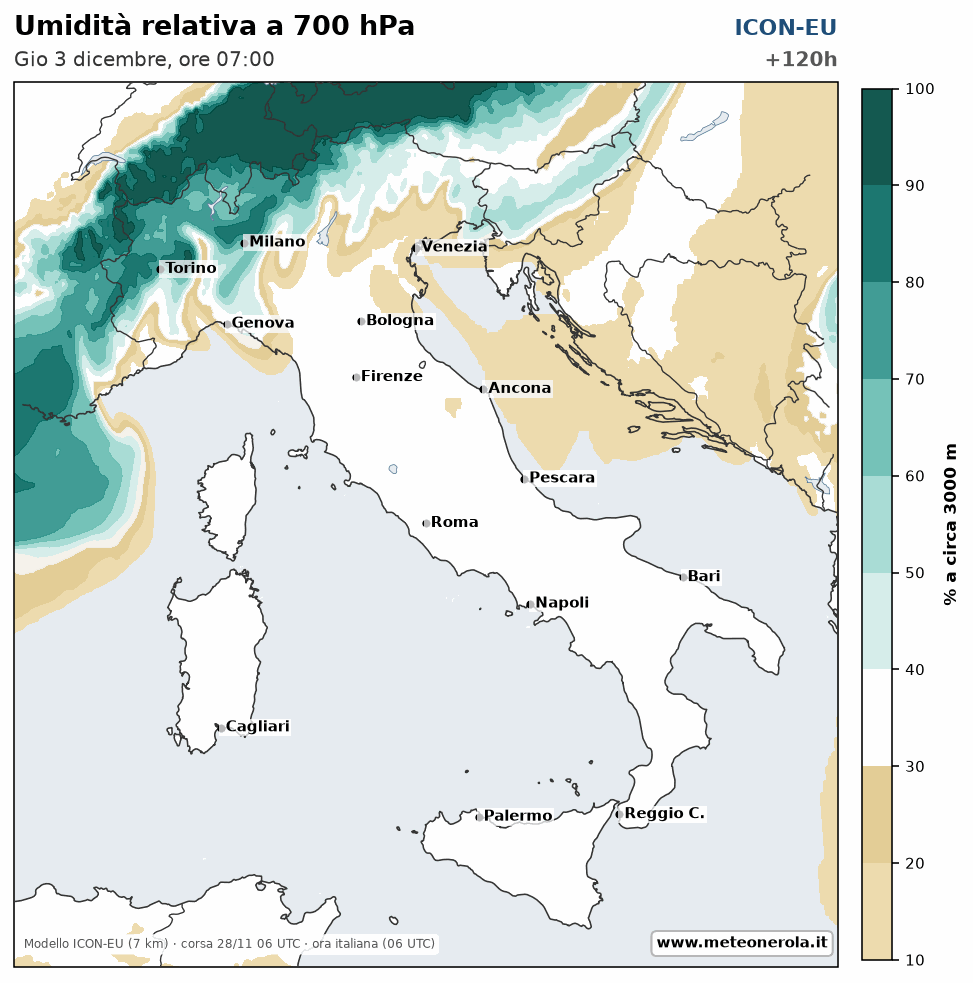 Umidità relativa a 700 hPa
ICON-EU
Gio 3 dicembre, ore 07:00
+120h
100
90
80
70
60
50
40
30
20
10
% a circa 3000 m
Milano
Venezia
Torino
Genova
Bologna
Firenze
Ancona
Pescara
Roma
Bari
Napoli
Cagliari
Palermo
Reggio C.
Modello ICON-EU (7 km) · corsa 28/11 06 UTC · ora italiana (06 UTC)
www.meteonerola.it